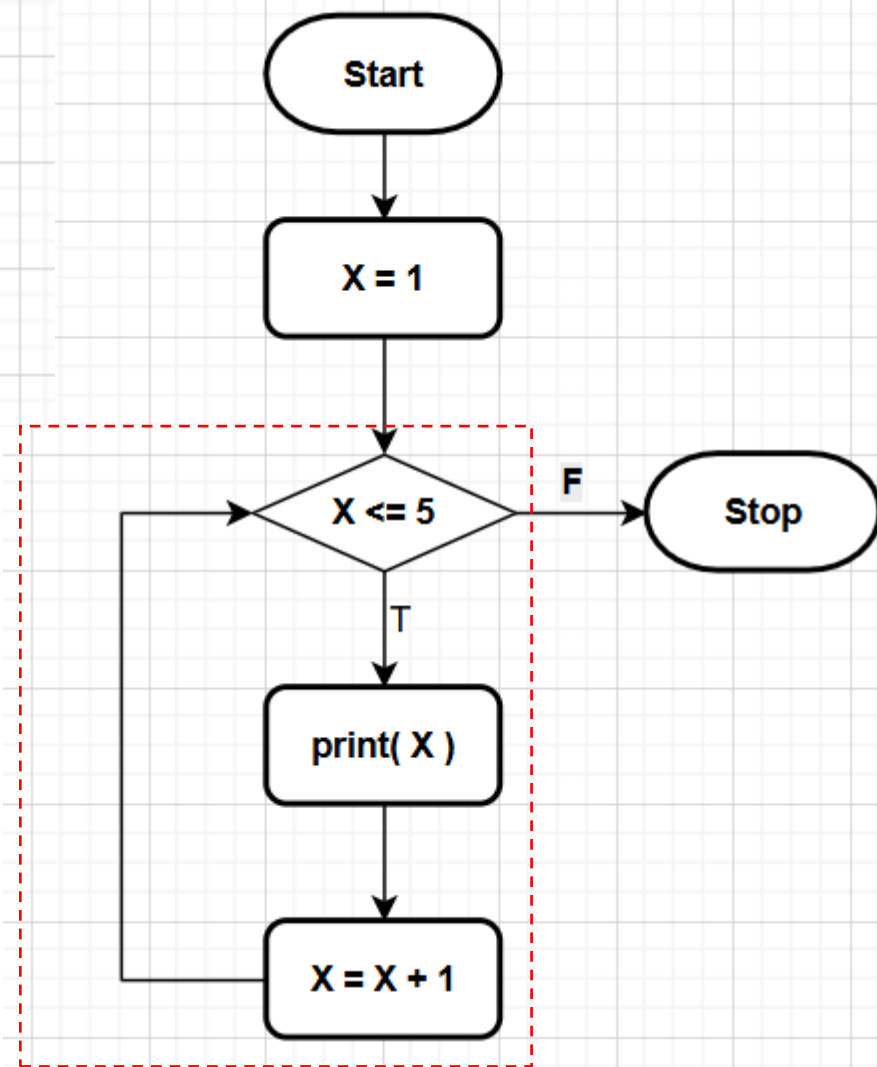 Start
X = 1
X <= 5
F
Stop
T
print( X )
X = X + 1